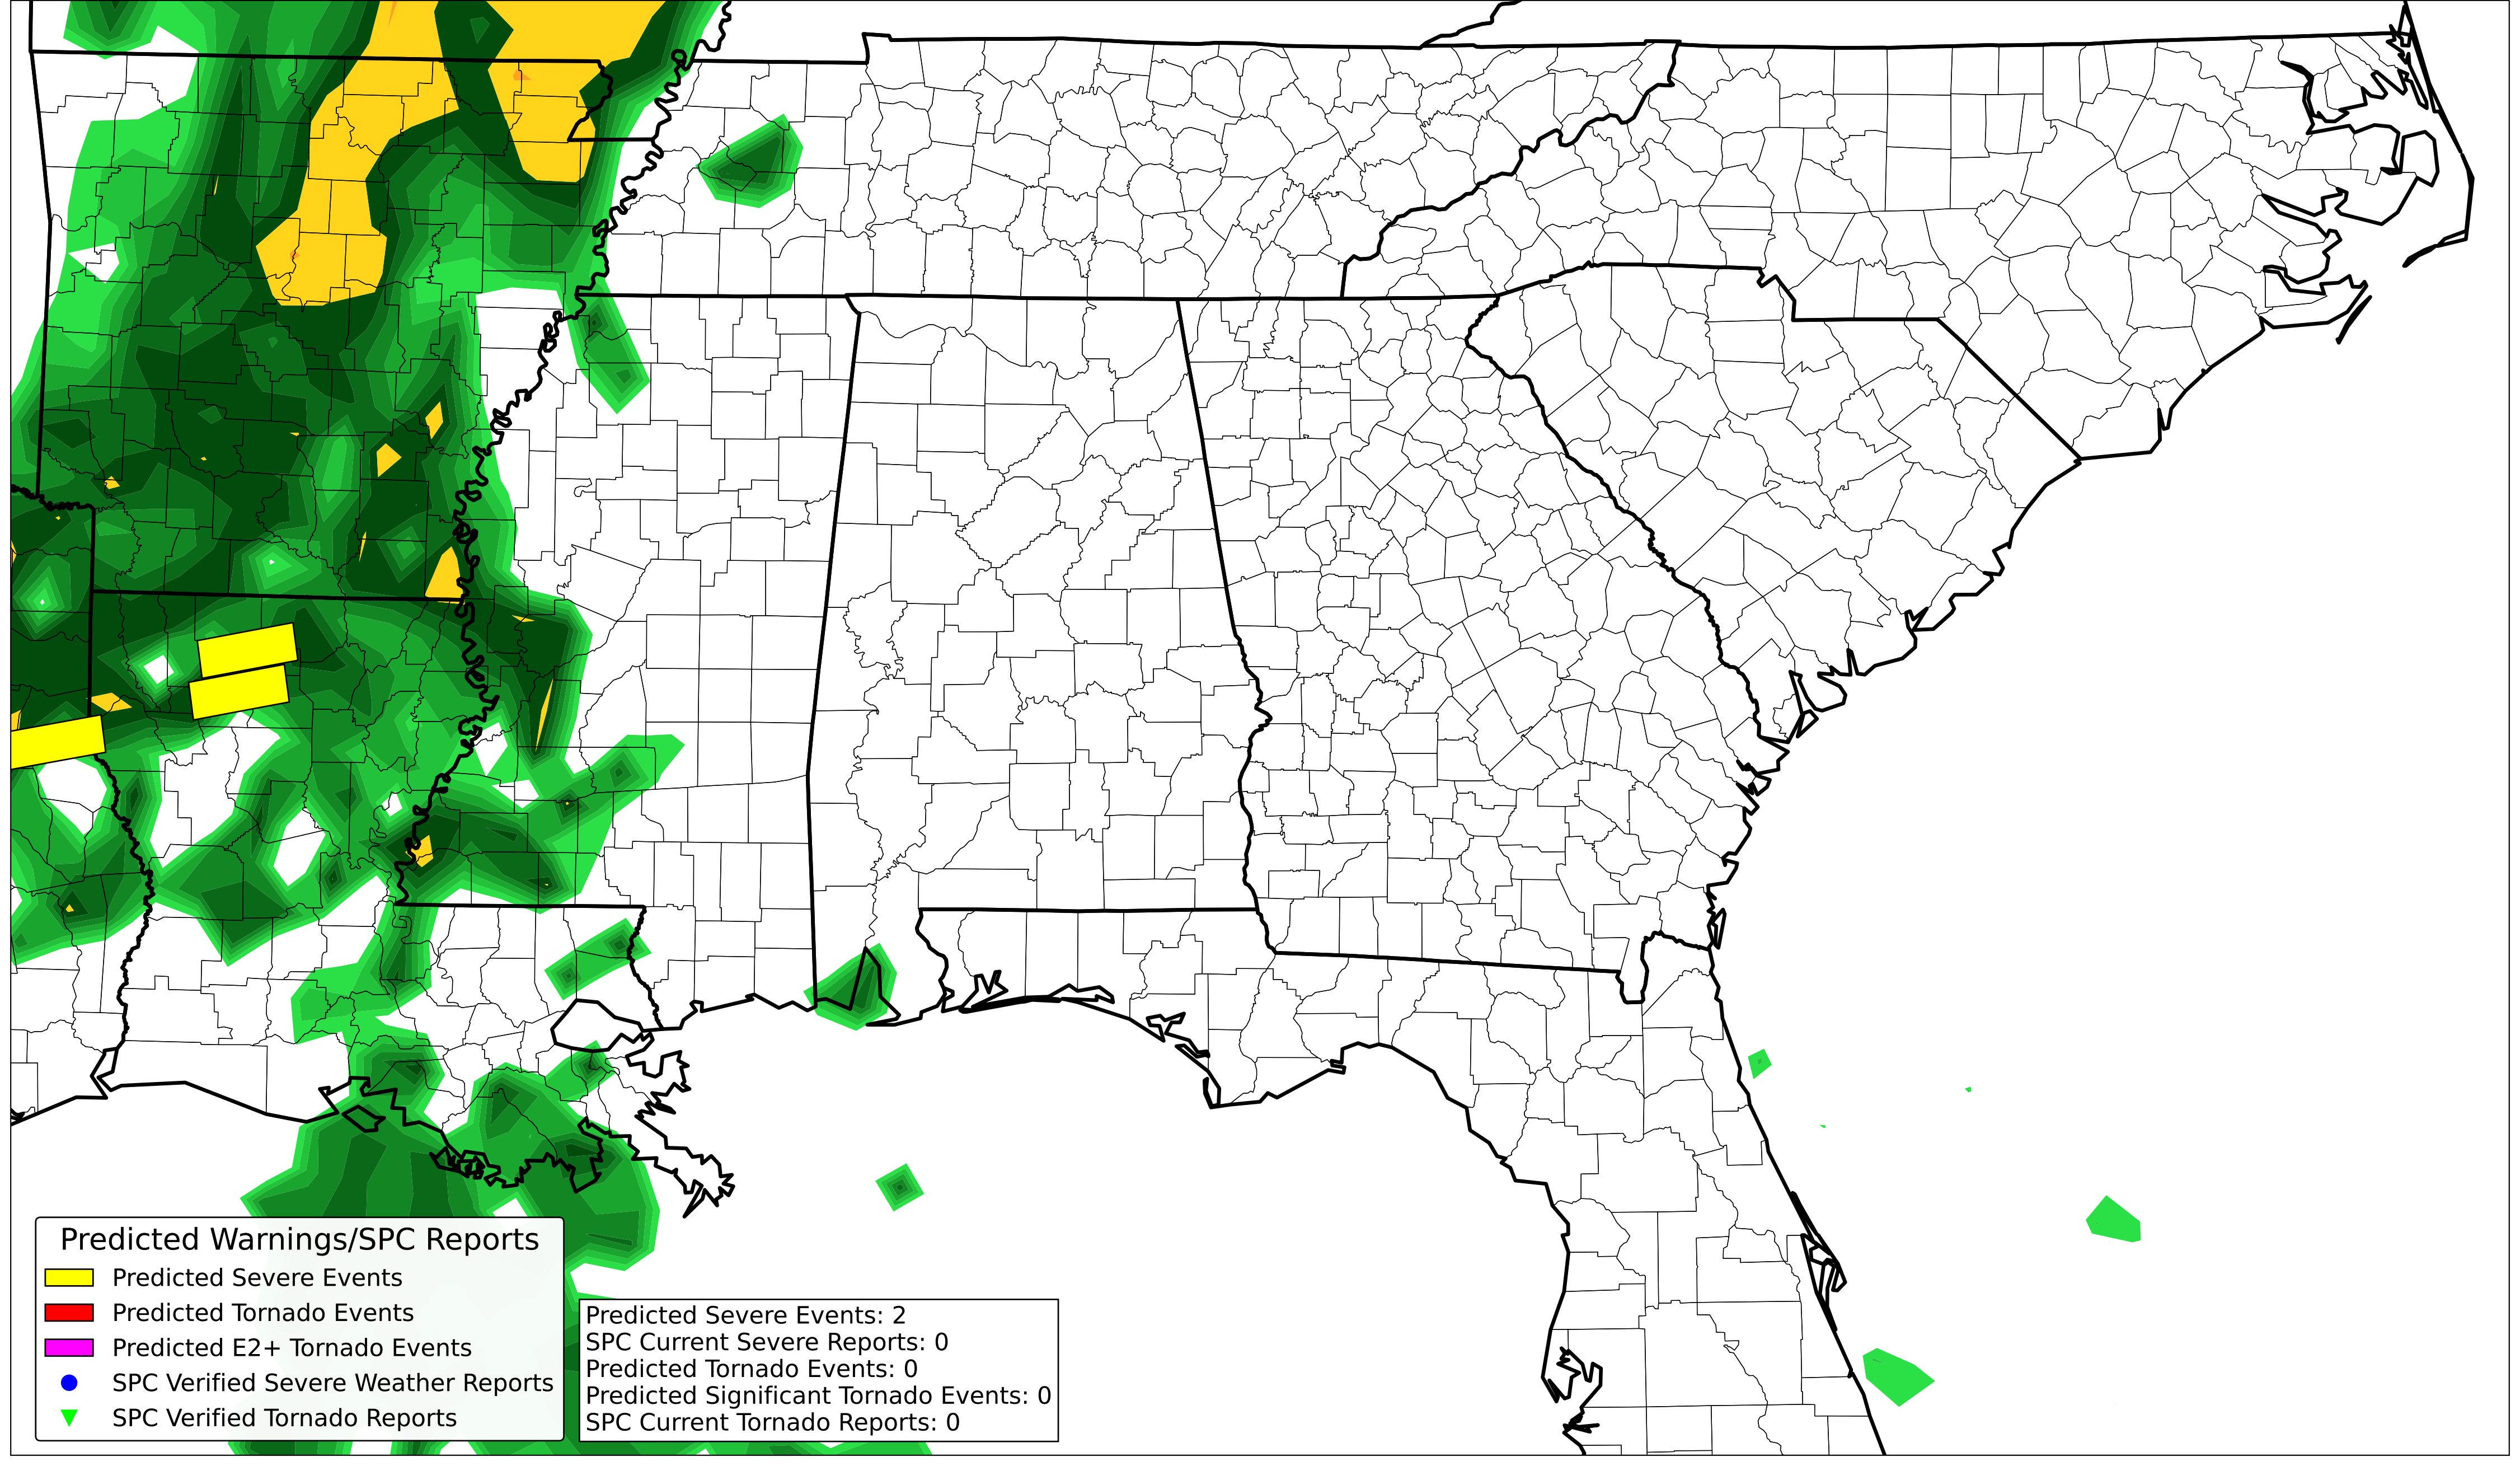 Predicted Warnings/SPC Reports
Predicted Severe Events
Predicted Tornado Events
Predicted E2+ Tornado Events
SPC Verified Severe Weather Reports
SPC Verified Tornado Reports
Predicted Severe Events: 2
SPC Current Severe Reports: 0
Predicted Tornado Events: 0
Predicted Significant Tornado Events: 0
SPC Current Tornado Reports: 0